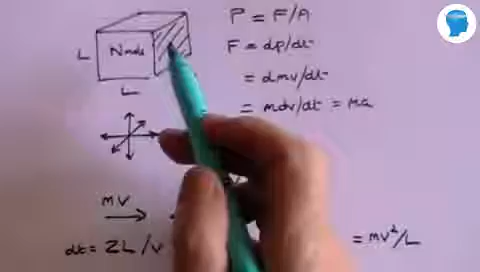 P = F/A
L
N mols
F = dp/dt
L
= dmv/dt
= mdv/dt = ma
mv
dt = 2L/v
= mv²/L